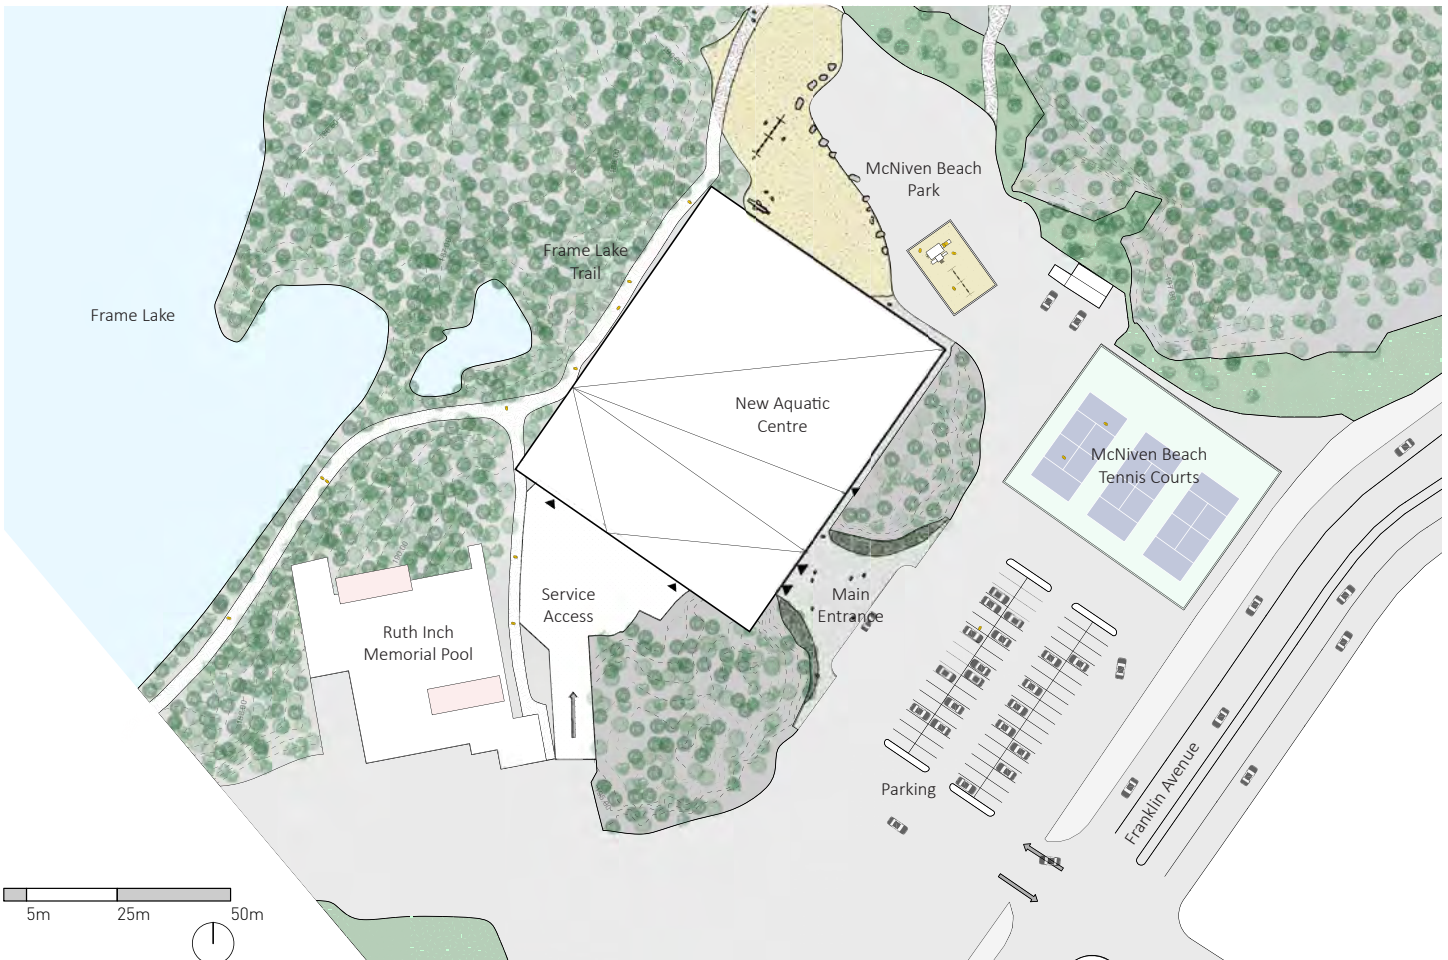 McNiven Beach
Park
Frame Lake
Trail
Frame Lake
New Aquatic
Centre
McNiven Beach
Tennis Courts
Service
Access
Main
Entrance
Ruth Inch
Memorial Pool
Parking
Franklin Avenue
5m
25m
50m